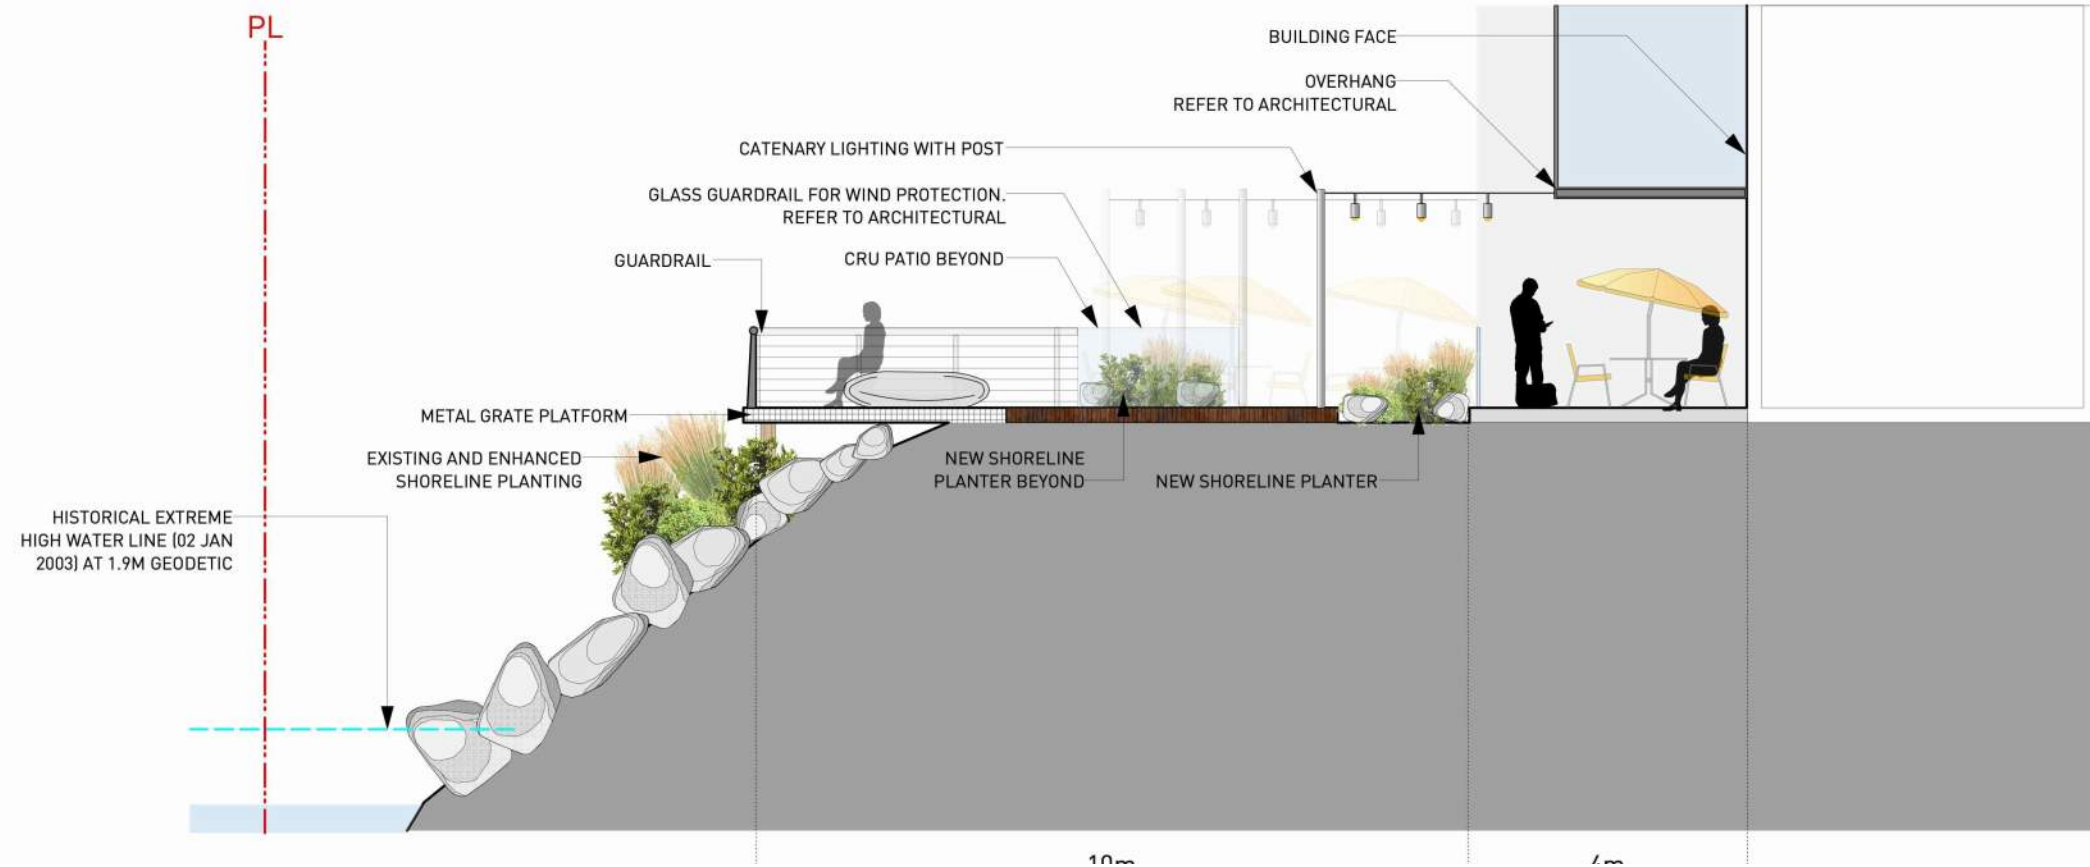 PL
BUILDING FACE
OVERHANG
REFER TO ARCHITECTURAL
CATENARY LIGHTING WITH POST
GLASS GUARDRAIL FOR WIND PROTECTION.
REFER TO ARCHITECTURAL
GUARDRAIL
CRU PATIO BEYOND
METAL GRATE PLATFORM
EXISTING AND ENHANCED
SHORELINE PLANTING
NEW SHORELINE
PLANTER BEYOND
NEW SHORELINE PLANTER
HISTORICAL EXTREME
HIGH WATER LINE (02 JAN
2003) AT 1.9M GEODETIC
10m
4m